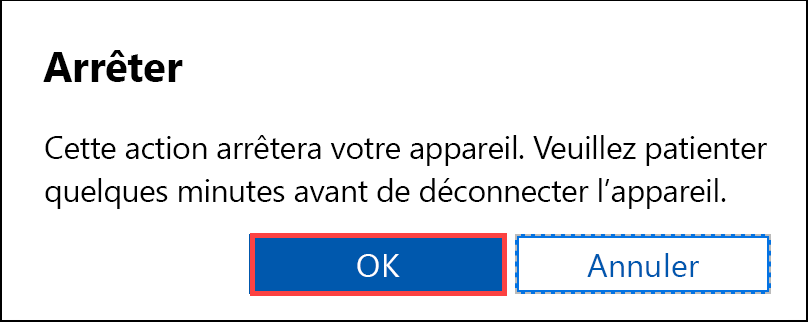 Arrêter
Cette action arrêtera votre appareil. Veuillez patienter
quelques minutes avant de déconnecter l’appareil.
OK
Annuler